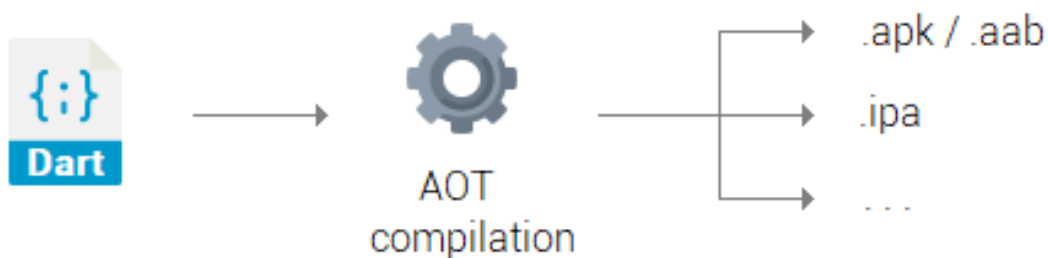 {;}
Dart
AOT
compilation
.apk / .aab
.ipa
...